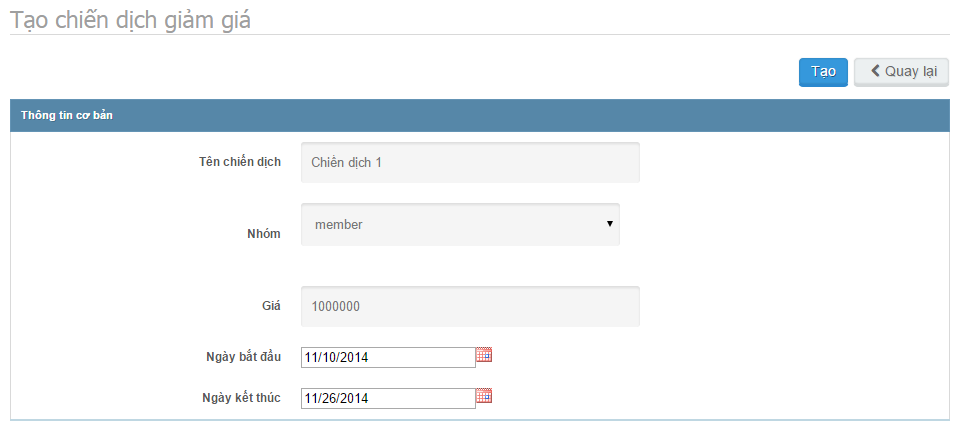 Tạo chiến dịch giảm giá
Tạo
Quay lại
Thông tin cơ bản
Tên chiến dịch
Chiến dịch 1
Nhóm
member
Giá
1000000
Ngày bắt đầu
11/10/2014
Ngày kết thúc
11/26/2014